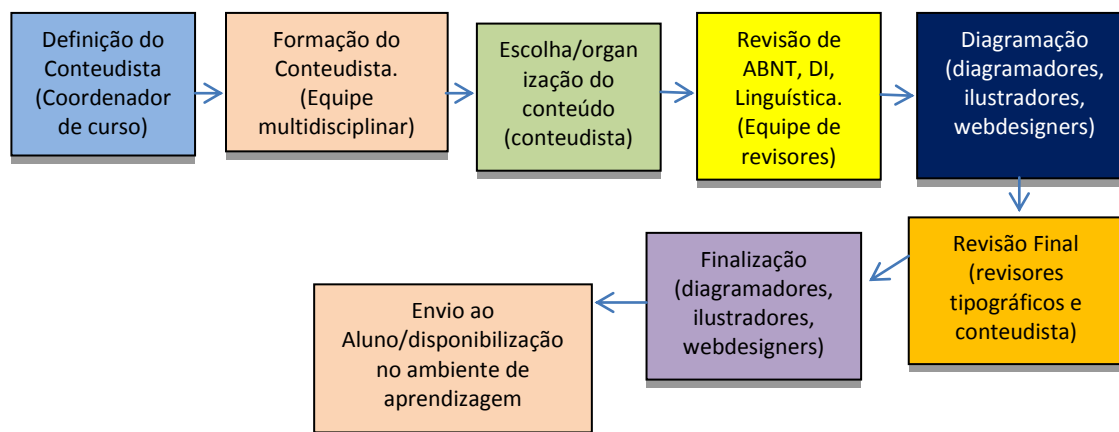 Definição do
Conteudista
(Coordenador
de curso)
Formação do
Conteudista.
(Equipe
multidisciplinar)
Escolha/organ
ização do
conteúdo
(conteudista)
Revisão de
ABNT, DI,
Linguística.
(Equipe de
revisores)
Diagramação
(diagramadores,
ilustradores,
webdesigners)
Revisão Final
(revisores
tipográficos e
conteudista)
Finalização
(diagramadores,
ilustradores,
webdesigners)
Envio ao
Aluno/disponibilização
no ambiente de
aprendizagem